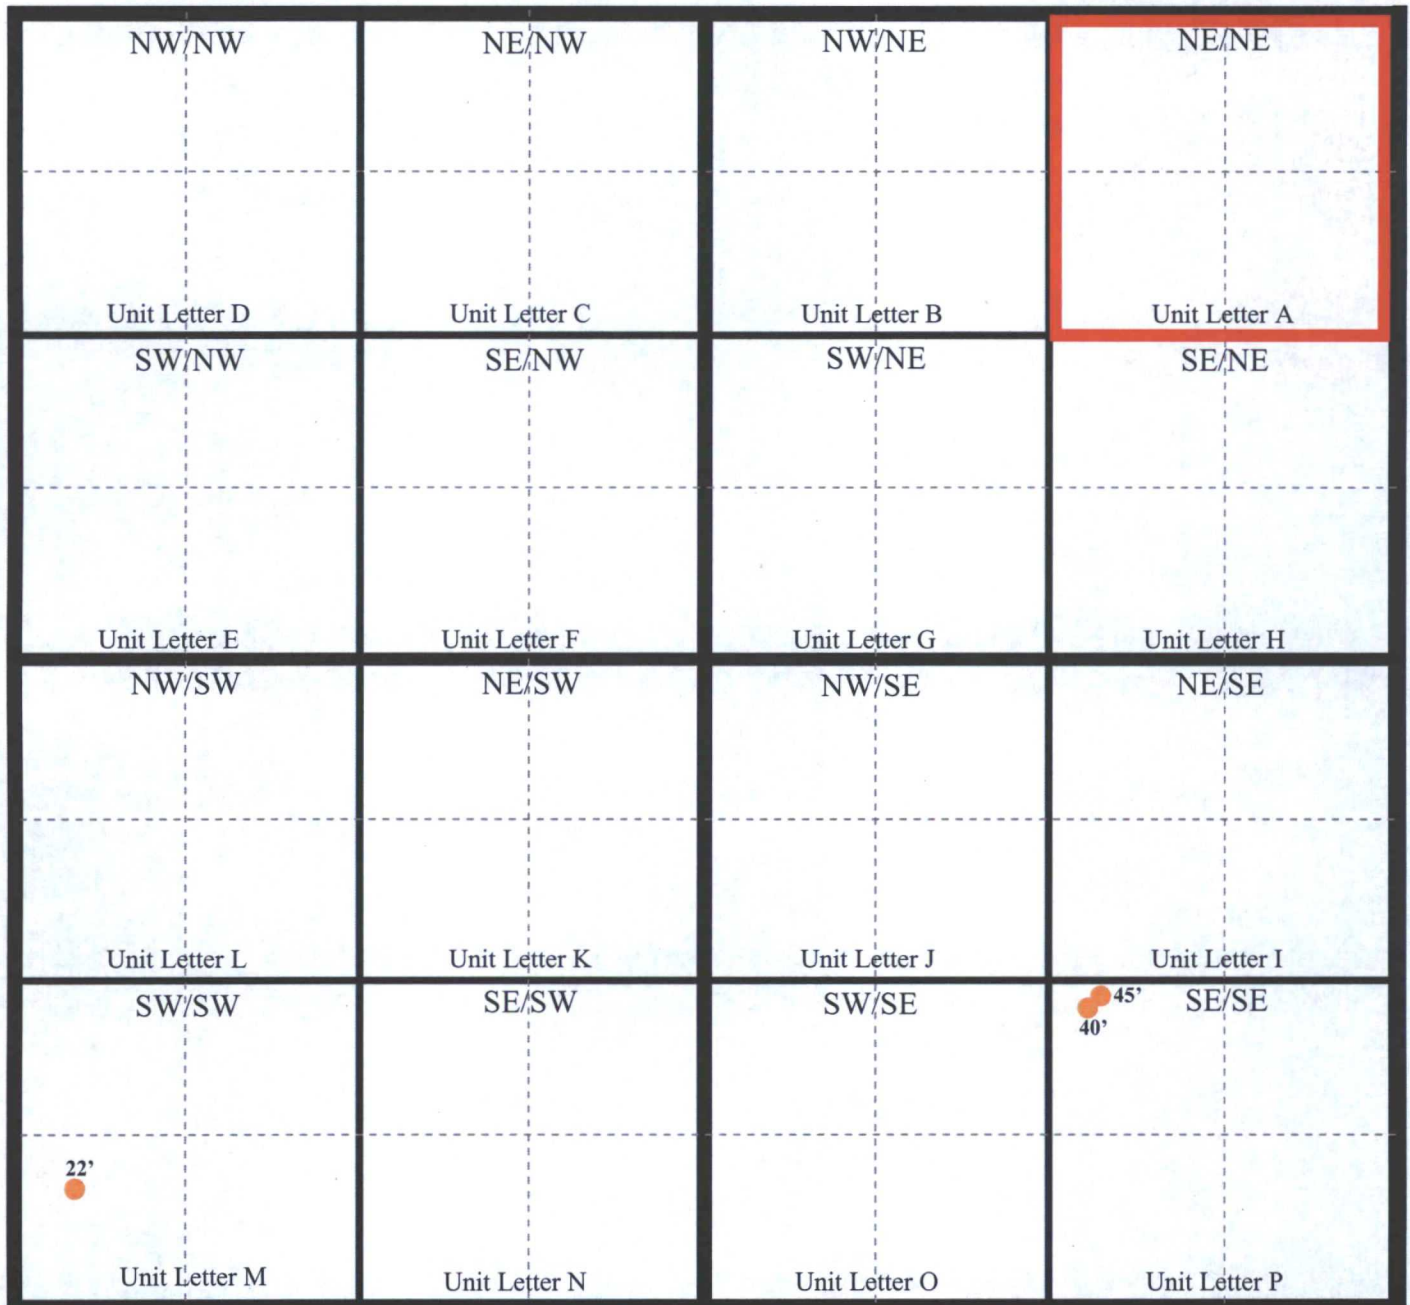 NW/NW
NE/NW
NW/NE
NE/NE
Unit Letter D
Unit Letter C
Unit Letter B
Unit Letter A
SW/NW
SE/NW
SW/NE
SE/NE
Unit Letter E
Unit Letter F
Unit Letter G
Unit Letter H
NW/SW
NE/SW
NW/SE
NE/SE
Unit Letter L
Unit Letter K
Unit Letter J
Unit Letter I
SW/SW
SE/SW
SW/SE
45’
SE/SE
40’
22’
Unit Letter M
Unit Letter N
Unit Letter O
Unit Letter P